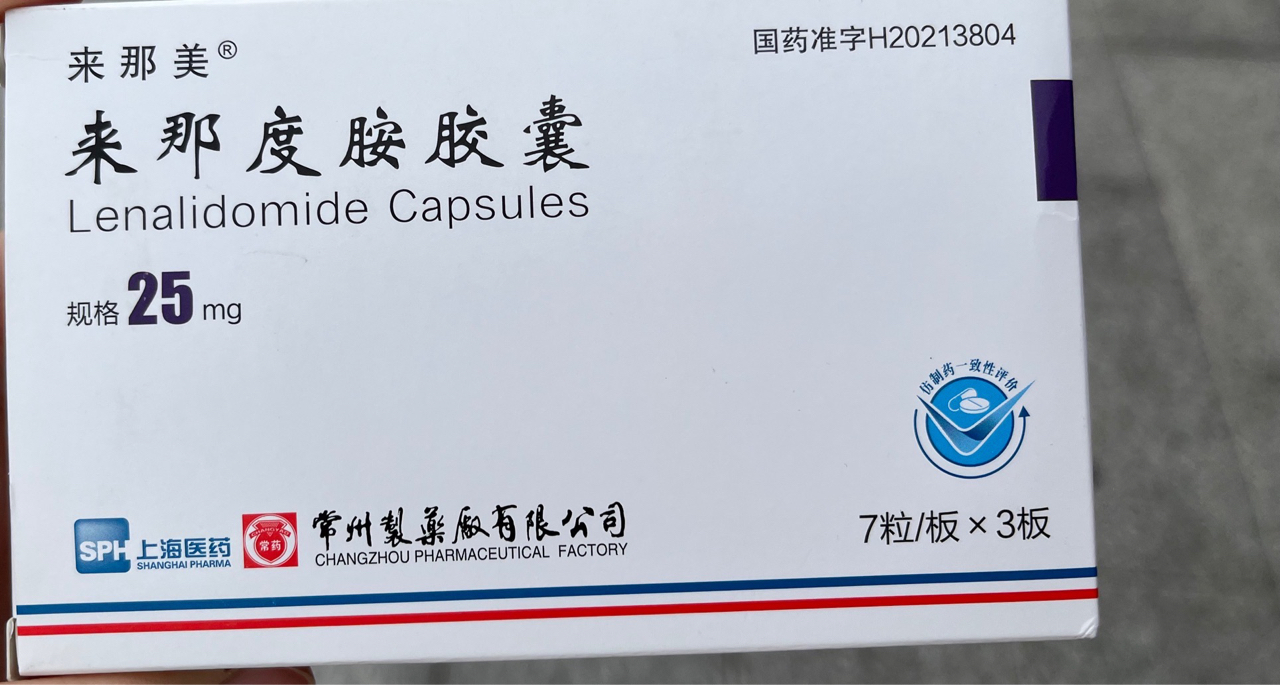 来那美®
国药准字H20213804
来那度胺胶囊
Lenalidomide Capsules
规格 25 mg
仿制药一致性评价
SPH 上海医药
SHANGHAI PHARMA
CHANGYAO
常药
常州製藥廠有限公司
CHANGZHOU PHARMACEUTICAL FACTORY
7粒/板×3板